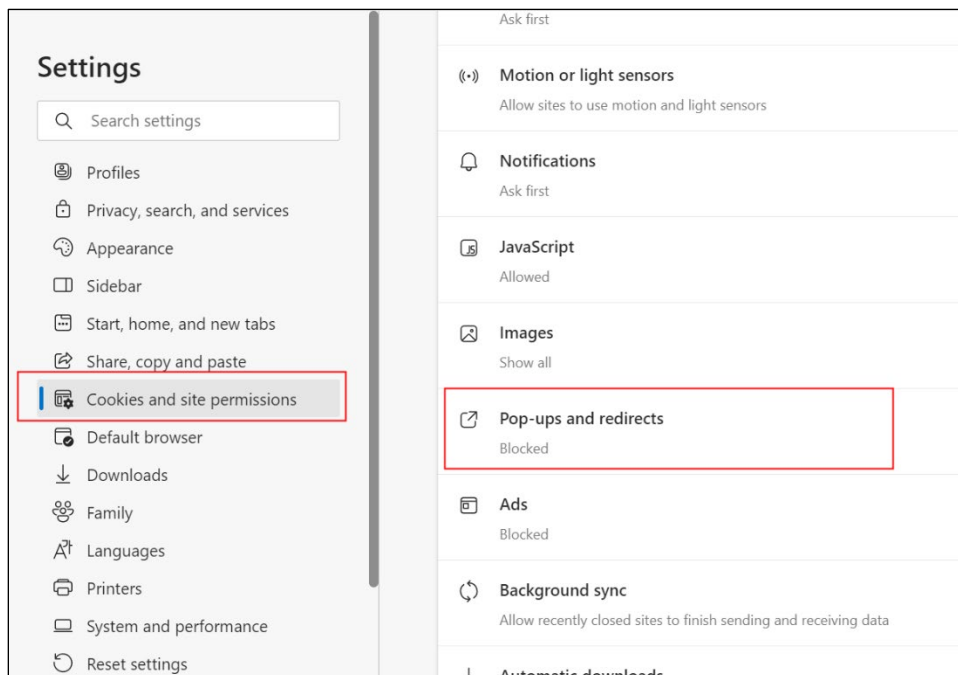 Settings
Search settings
Profiles
Privacy, search, and services
Appearance
Sidebar
Start, home, and new tabs
Share, copy and paste
Cookies and site permissions
Default browser
Downloads
Family
Languages
Printers
System and performance
Reset settings
Ask first
Motion or light sensors
Allow sites to use motion and light sensors
Notifications
Ask first
JavaScript
Allowed
Images
Show all
Pop-ups and redirects
Blocked
Ads
Blocked
Background sync
Allow recently closed sites to finish sending and receiving data
Automatic downloads